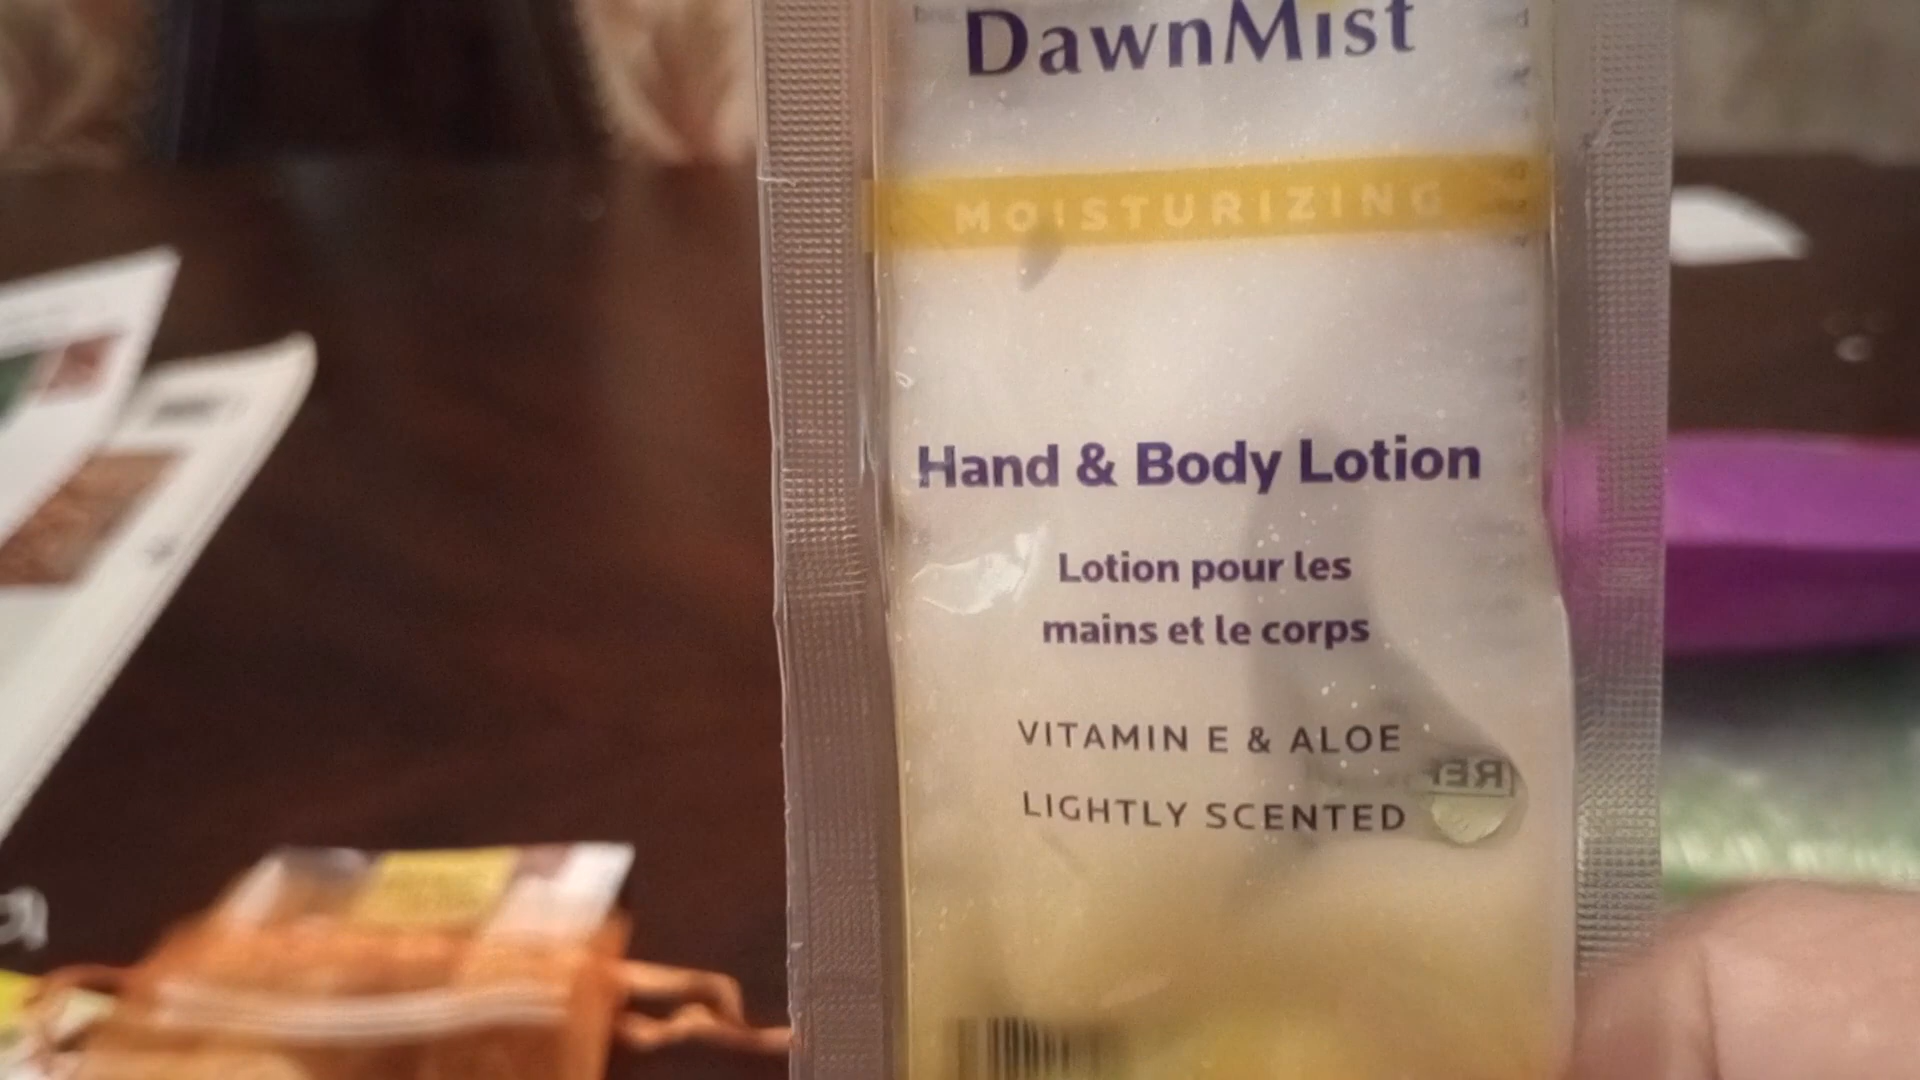 DawnMist
MOISTURIZING
Hand & Body Lotion
Lotion pour les
mains et le corps
VITAMIN E & ALOE
LIGHTLY SCENTED